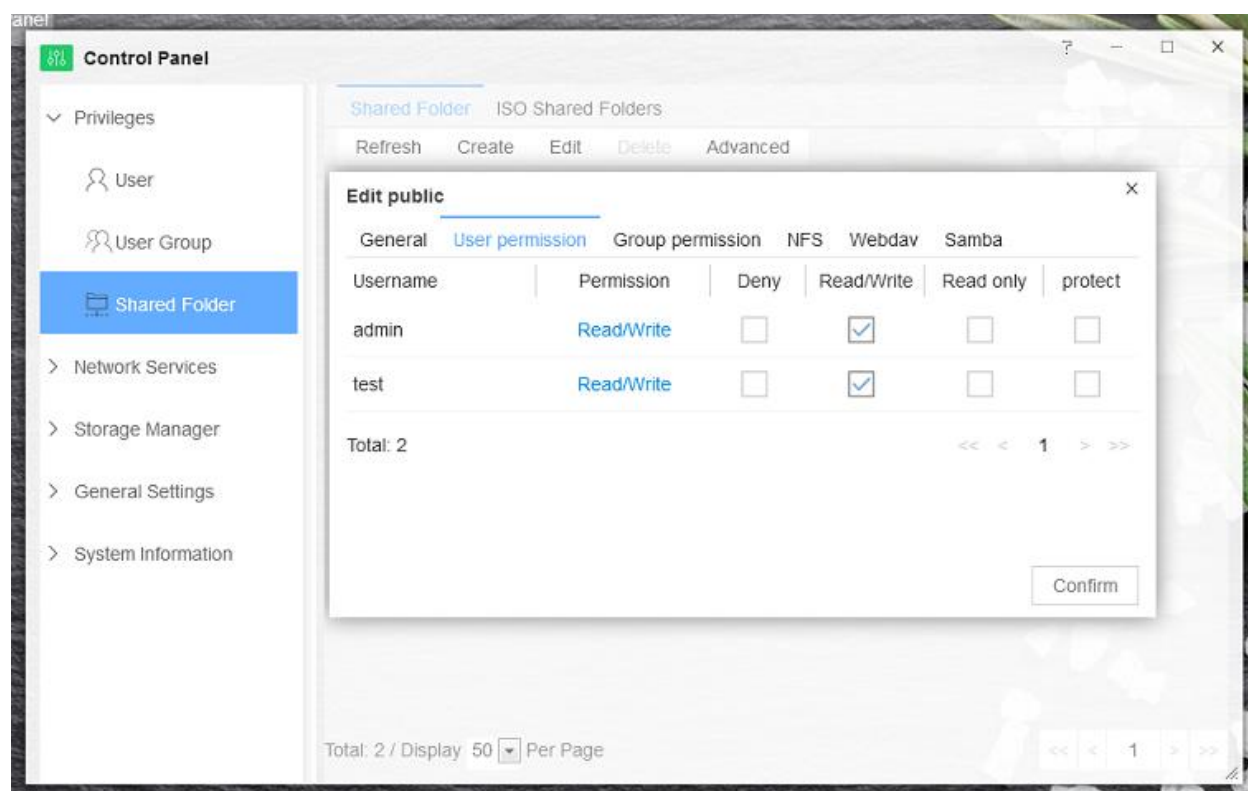 anel
Control Panel
Privileges
User
User Group
Shared Folder
Network Services
Storage Manager
General Settings
System Information
Shared Folder ISO Shared Folders
Refresh Create Edit Delete Advanced
Edit public
General User permission Group permission NFS Webdav Samba
Username Permission Deny Read/Write Read only protect
admin Read/Write
test Read/Write
Total: 2 << < 1 > >>
Confirm
Total: 2 / Display 50 Per Page << < 1 > >>